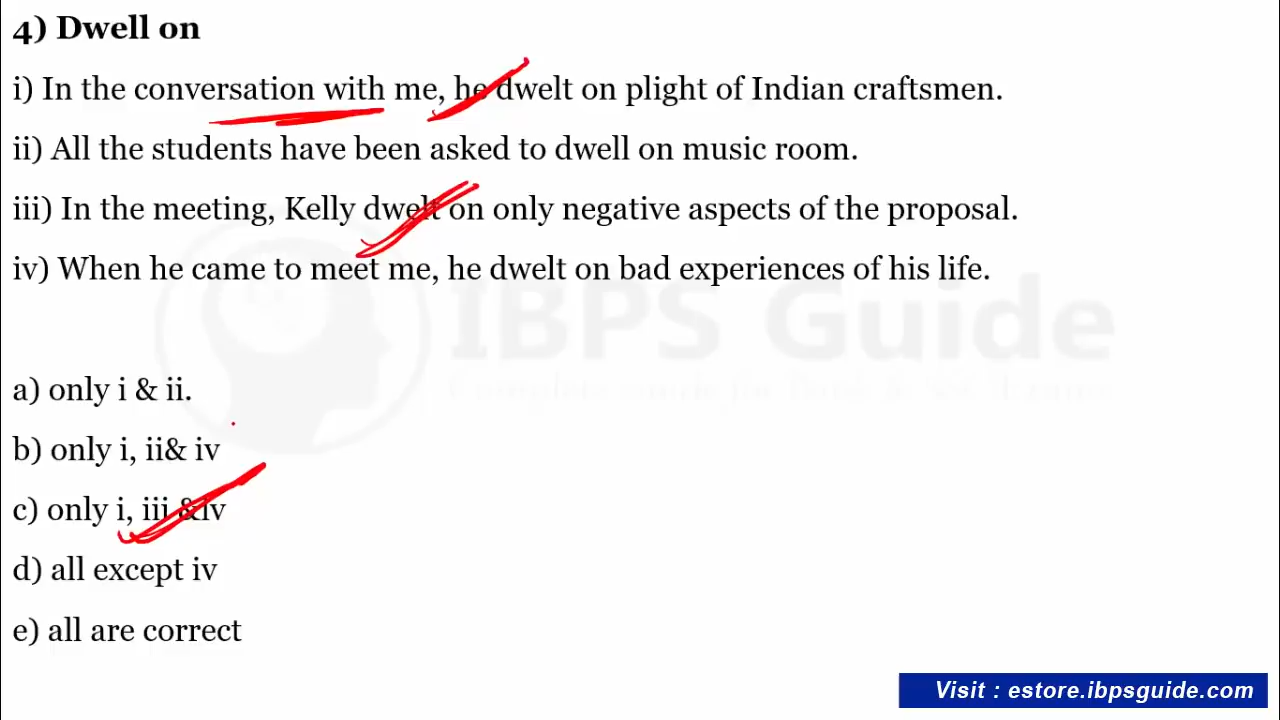 4) Dwell on
i) In the conversation with me, he dwelt on plight of Indian craftsmen.
ii) All the students have been asked to dwell on music room.
iii) In the meeting, Kelly dwelt on only negative aspects of the proposal.
iv) When he came to meet me, he dwelt on bad experiences of his life.
IBPS Guide
a) only i & ii.
b) only i, ii& iv
c) only i, iii &iv
d) all except iv
e) all are correct
Visit : estore.ibpsguide.com